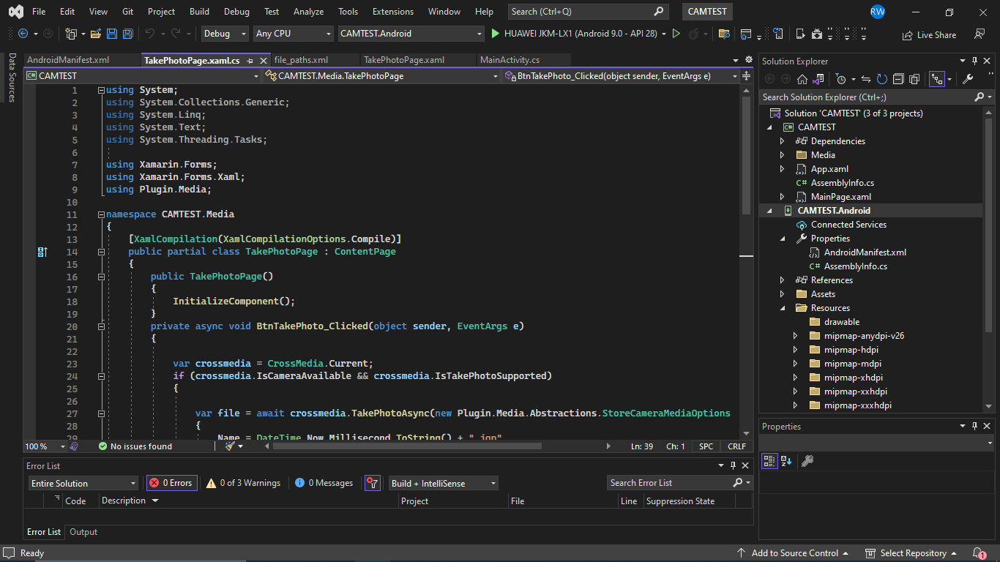 File Edit View Git Project Build Debug Test Analyze Tools Extensions Window Help Search (Ctrl+Q) CAMTEST RW
Debug Any CPU CAMTEST.Android HUAWEI JKM-LX1 (Android 9.0 - API 28) Live Share
Data Sources
AndroidManifest.xml TakePhotoPage.xaml.cs file_paths.xml TakePhotoPage.xaml MainActivity.cs
CAMTEST CAMTEST.Media.TakePhotoPage BtnTakePhoto_Clicked(object sender, EventArgs e)
1 using System;
2 using System.Collections.Generic;
3 using System.Linq;
4 using System.Text;
5 using System.Threading.Tasks;
6
7 using Xamarin.Forms;
8 using Xamarin.Forms.Xaml;
9 using Plugin.Media;
10
11 namespace CAMTEST.Media
12 {
13 [XamlCompilation(XamlCompilationOptions.Compile)]
14 public partial class TakePhotoPage : ContentPage
15 {
16 public TakePhotoPage()
17 {
18 InitializeComponent();
19 }
20 private async void BtnTakePhoto_Clicked(object sender, EventArgs e)
21 {
22
23 var crossmedia = CrossMedia.Current;
24 if (crossmedia.IsCameraAvailable && crossmedia.IsTakePhotoSupported)
25 {
26
27 var file = await crossmedia.TakePhotoAsync(new Plugin.Media.Abstractions.StoreCameraMediaOptions
28 {
29 Name = DateTime.Now.Millisecond.ToString() + ".jgp"
100 % No issues found Ln: 39 Ch: 1 SPC CRLF
Error List
Entire Solution 0 Errors 0 of 3 Warnings 0 Messages Build + IntelliSense Search Error List
Code Description Project File Line Suppression State
Error List Output
Solution Explorer
Search Solution Explorer (Ctrl+;)
Solution 'CAMTEST' (3 of 3 projects)
CAMTEST
Dependencies
Media
App.xaml
AssemblyInfo.cs
MainPage.xaml
CAMTEST.Android
Connected Services
Properties
AndroidManifest.xml
AssemblyInfo.cs
References
Assets
Resources
drawable
mipmap-anydpi-v26
mipmap-hdpi
mipmap-mdpi
mipmap-xhdpi
mipmap-xxhdpi
mipmap-xxxhdpi
Properties
Ready Add to Source Control Select Repository 1